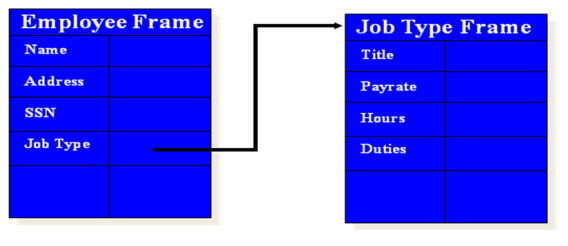 Employee Frame
Name
Address
SSN
Job Type
Job Type Frame
Title
Payrate
Hours
Duties